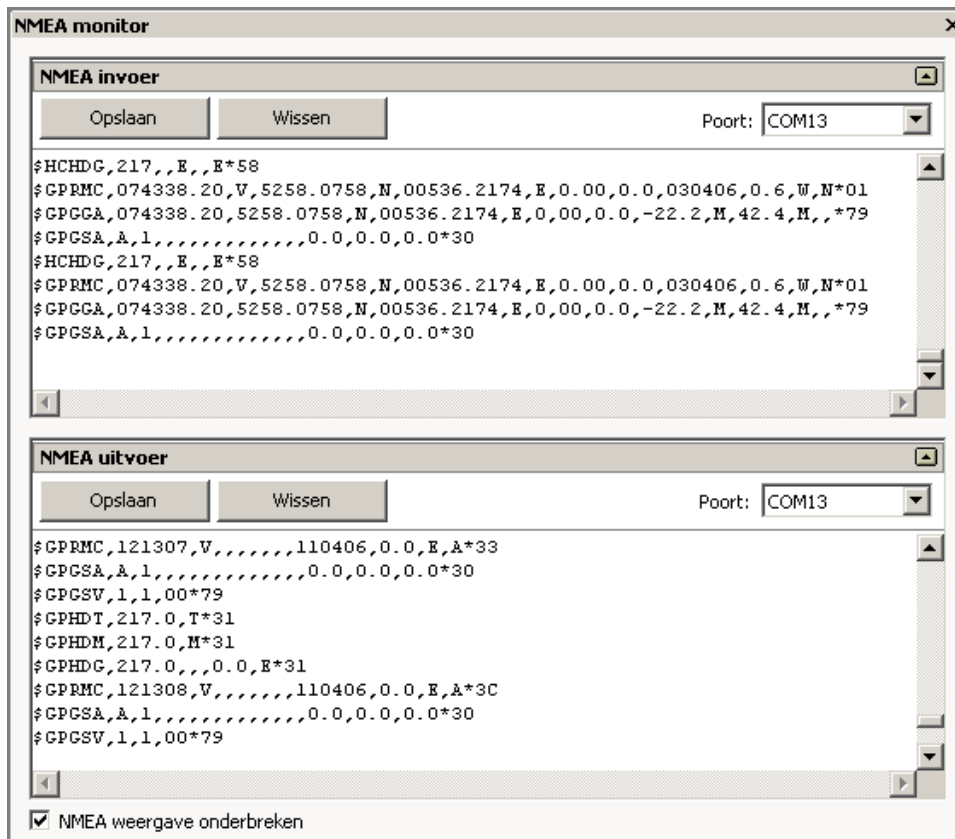 NMEA monitor
NMEA invoer
Opslaan Wissen Poort: COM13
$HCHDG,217,,E,,E*58
$GPRMC,074338.20,V,5258.0758,N,00536.2174,E,0.00,0.0,030406,0.6,W,N*01
$GPGGA,074338.20,5258.0758,N,00536.2174,E,0,00,0.0,-22.2,M,42.4,M,,*79
$GPGSA,A,1,,,,,,,,,,,,,0.0,0.0,0.0*30
$HCHDG,217,,E,,E*58
$GPRMC,074338.20,V,5258.0758,N,00536.2174,E,0.00,0.0,030406,0.6,W,N*01
$GPGGA,074338.20,5258.0758,N,00536.2174,E,0,00,0.0,-22.2,M,42.4,M,,*79
$GPGSA,A,1,,,,,,,,,,,,,0.0,0.0,0.0*30
NMEA uitvoer
Opslaan Wissen Poort: COM13
$GPRMC,121307,V,,,,,,,110406,0.0,E,A*33
$GPGSA,A,1,,,,,,,,,,,,,0.0,0.0,0.0*30
$GPGSV,1,1,00*79
$GPHDT,217.0,T*31
$GPHDM,217.0,M*31
$GPHDG,217.0,,,0.0,E*31
$GPRMC,121308,V,,,,,,,110406,0.0,E,A*3C
$GPGSA,A,1,,,,,,,,,,,,,0.0,0.0,0.0*30
$GPGSV,1,1,00*79
NMEA weergave onderbreken